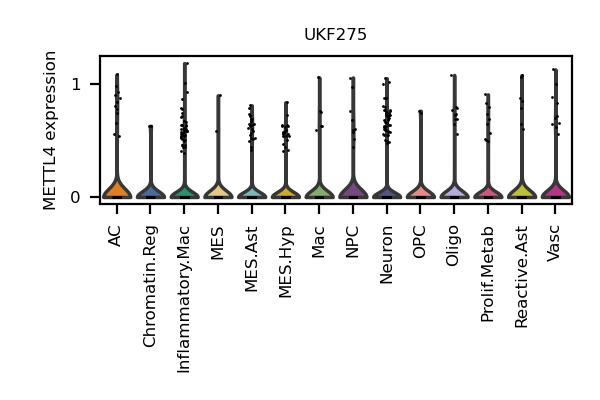 UKF275
METTL4 expression
1
0
AC
Chromatin.Reg
Inflammatory.Mac
MES
MES.Ast
MES.Hyp
Mac
NPC
Neuron
OPC
Oligo
Prolif.Metab
Reactive.Ast
Vasc